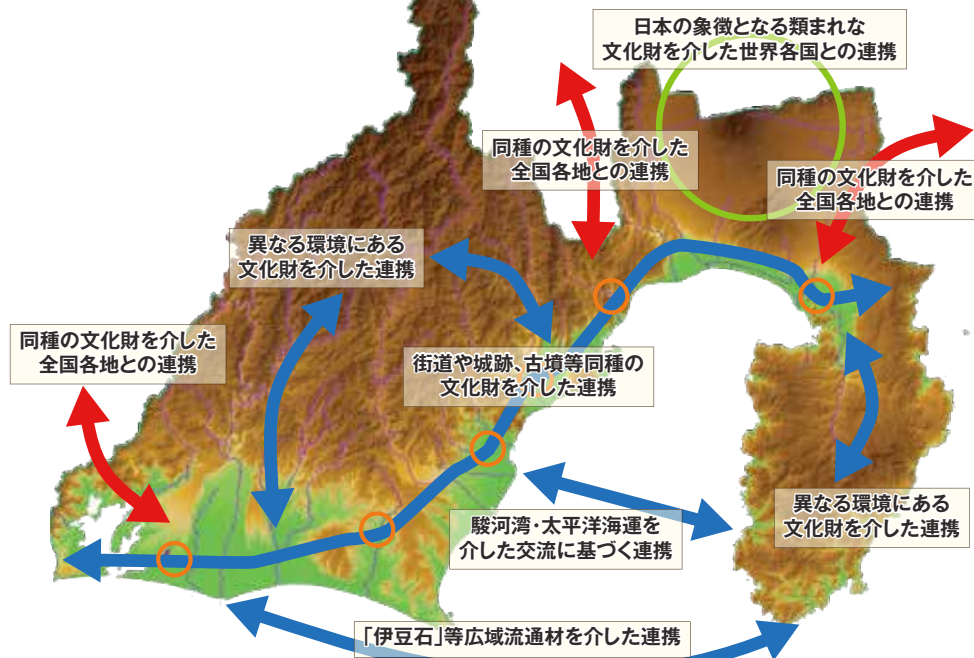 日本の象徴となる類まれな
文化財を介した世界各国との連携
同種の文化財を介した
全国各地との連携
同種の文化財を介した
全国各地との連携
異なる環境にある
文化財を介した連携
同種の文化財を介した
全国各地との連携
街道や城跡、古墳等同種の
文化財を介した連携
駿河湾・太平洋海運を
介した交流に基づく連携
異なる環境にある
文化財を介した連携
「伊豆石」等広域流通材を介した連携